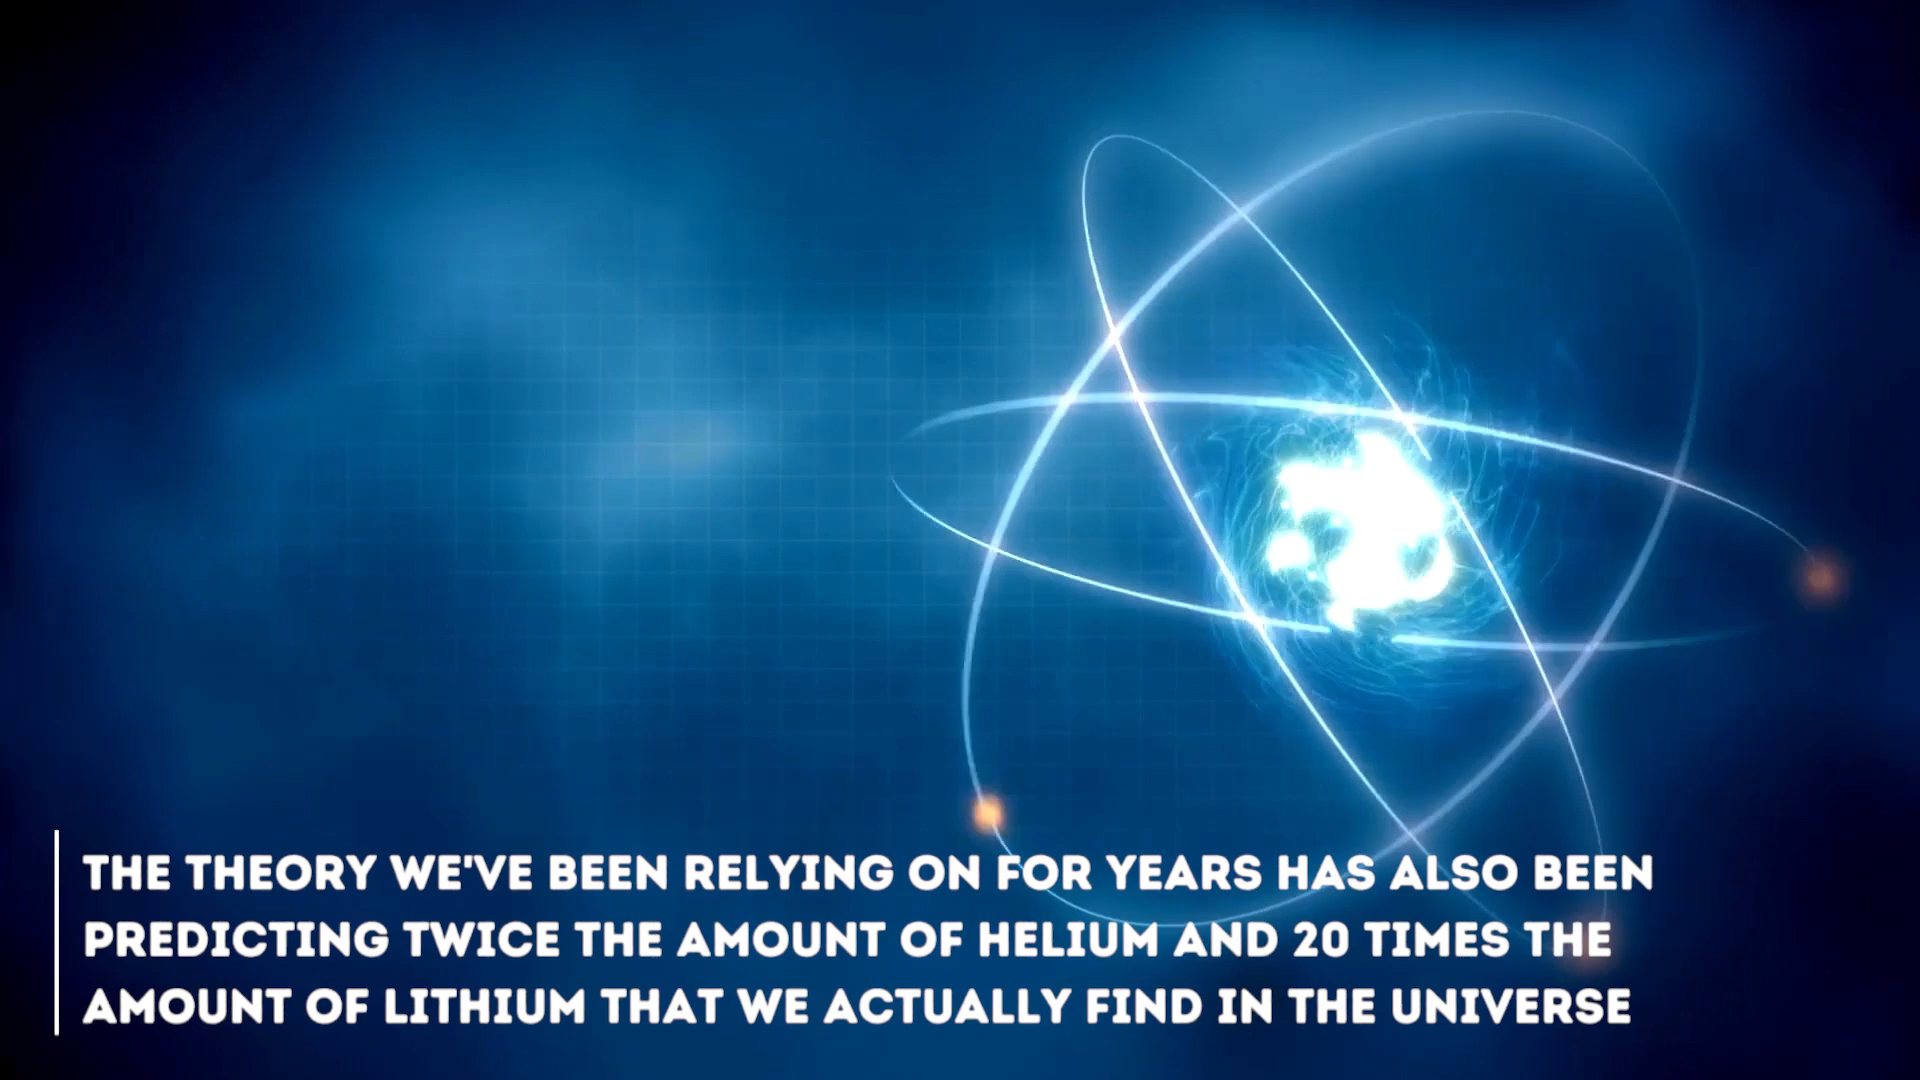 THE THEORY WE'VE BEEN RELYING ON FOR YEARS HAS ALSO BEEN
PREDICTING TWICE THE AMOUNT OF HELIUM AND 20 TIMES THE
AMOUNT OF LITHIUM THAT WE ACTUALLY FIND IN THE UNIVERSE